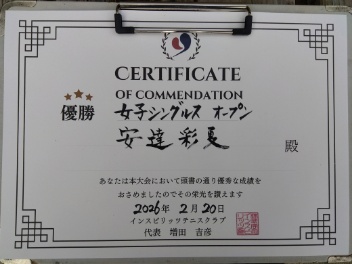 CERTIFICATE
OF COMMENDATION
優勝 女子シングルス オープン
安達 彩夏 殿
あなたは本大会において頭書の通り優秀な成績を
おさめましたのでその栄光を讃えます
2026年 2月 20日
インスピリッツテニスクラブ
代表 増田 吉彦